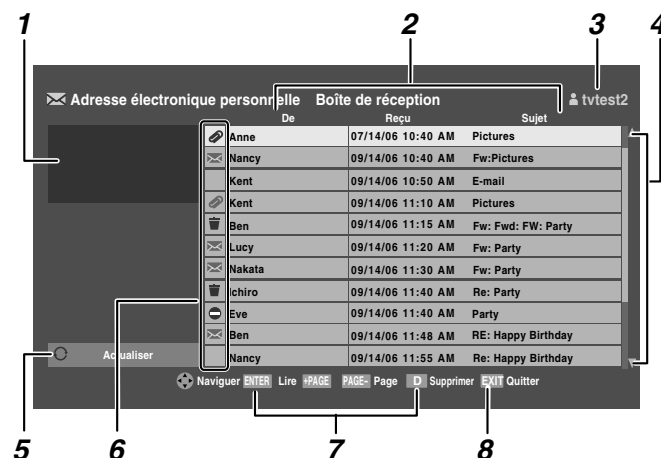 1 2 3 4
Adresse électronique personnelle Boîte de réception tvtest2
De Reçu Sujet
Anne 07/14/06 10:40 AM Pictures
Nancy 09/14/06 10:40 AM Fw:Pictures
Kent 09/14/06 10:50 AM E-mail
Kent 09/14/06 11:10 AM Pictures
Ben 09/14/06 11:15 AM Fw: Fwd: FW: Party
Lucy 09/14/06 11:20 AM Fw: Party
Nakata 09/14/06 11:30 AM Fw: Party
Ichiro 09/14/06 11:40 AM Re: Party
Eve 09/14/06 11:40 AM Party
Ben 09/14/06 11:48 AM RE: Happy Birthday
Actualiser Nancy 09/14/06 11:55 AM Re: Happy Birthday
Naviguer ENTER Lire +PAGE PAGE- Page D Supprimer EXIT Quitter
5 6 7 8